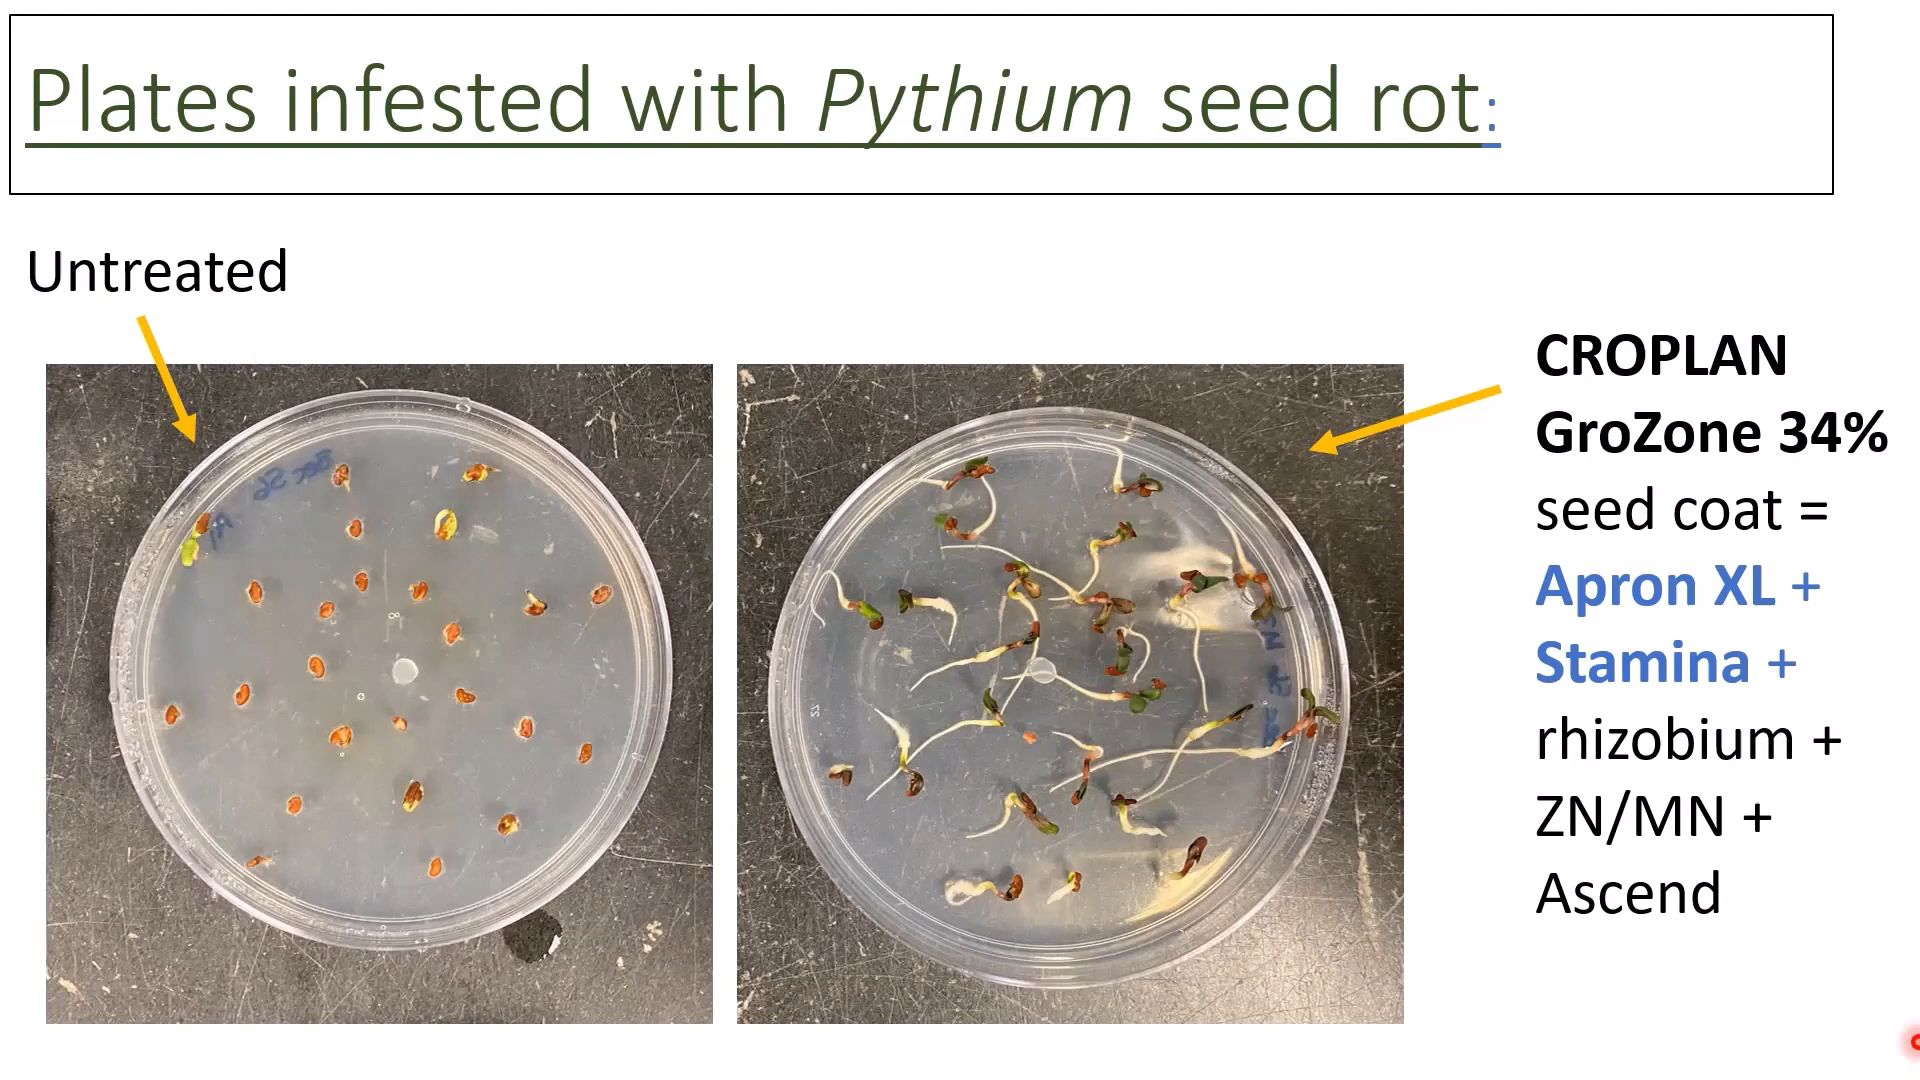 Plates infested with Pythium seed rot:
Untreated
CROPLAN
GroZone 34%
seed coat =
Apron XL +
Stamina +
rhizobium +
ZN/MN +
Ascend